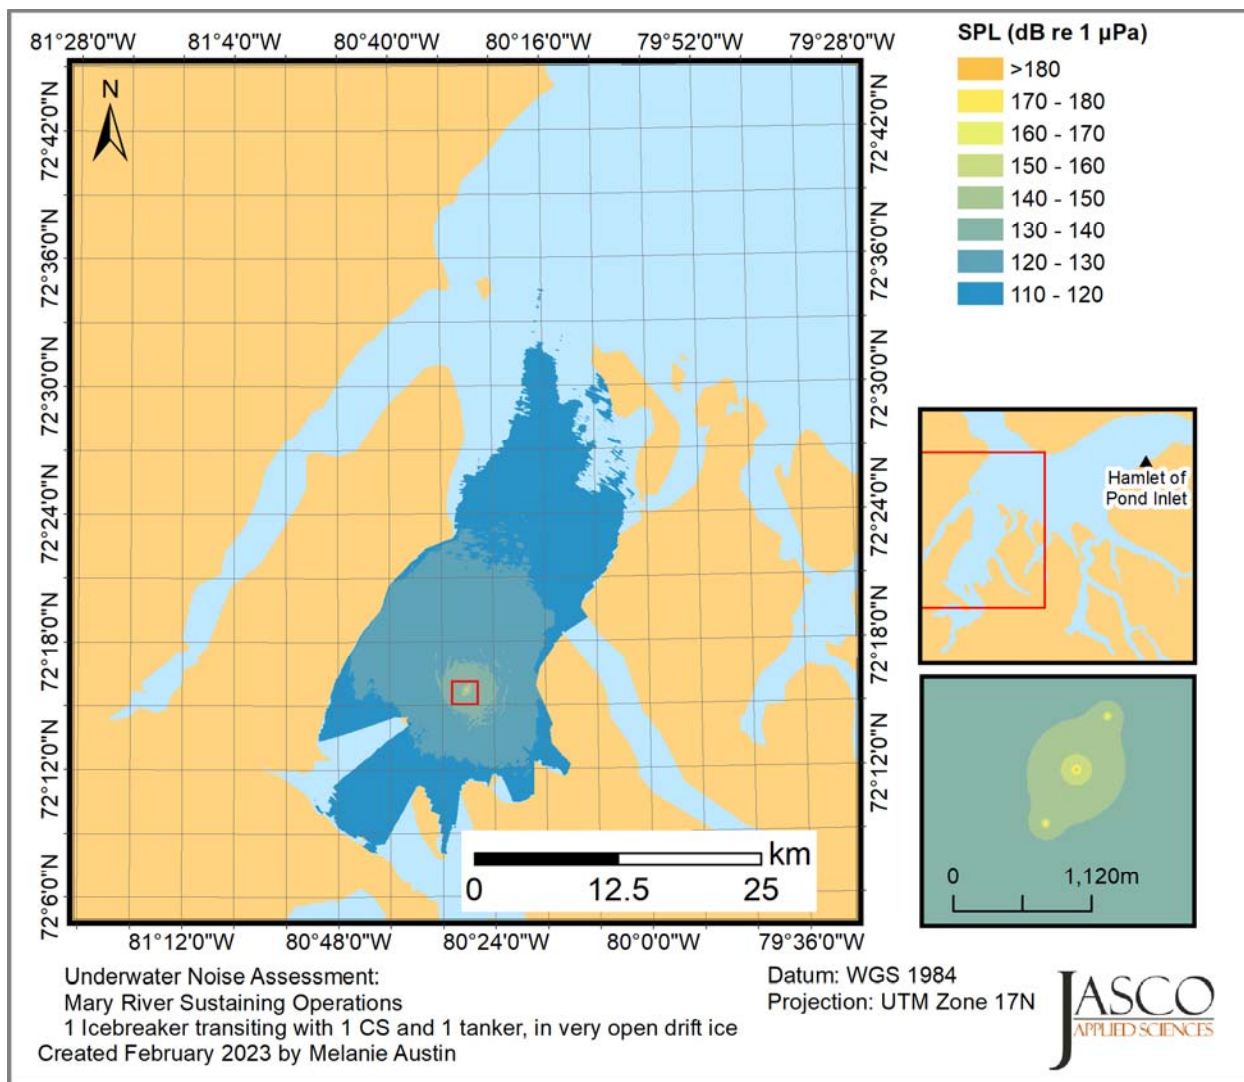 81°28'0"W 81°4'0"W 80°40'0"W 80°16'0"W 79°52'0"W 79°28'0"W
SPL (dB re 1 µPa)
>180
170 - 180
160 - 170
150 - 160
140 - 150
130 - 140
120 - 130
110 - 120
N
72°42'0"N 72°42'0"N
72°36'0"N 72°36'0"N
72°30'0"N 72°30'0"N
72°24'0"N 72°24'0"N
72°18'0"N 72°18'0"N
72°12'0"N 72°12'0"N
72°6'0"N
Hamlet of
Pond Inlet
km
0 12.5 25
0 1,120m
81°12'0"W 80°48'0"W 80°24'0"W 80°0'0"W 79°36'0"W
Underwater Noise Assessment:
Mary River Sustaining Operations
1 Icebreaker transiting with 1 CS and 1 tanker, in very open drift ice
Created February 2023 by Melanie Austin
Datum: WGS 1984
Projection: UTM Zone 17N
JASCO
APPLIED SCIENCES